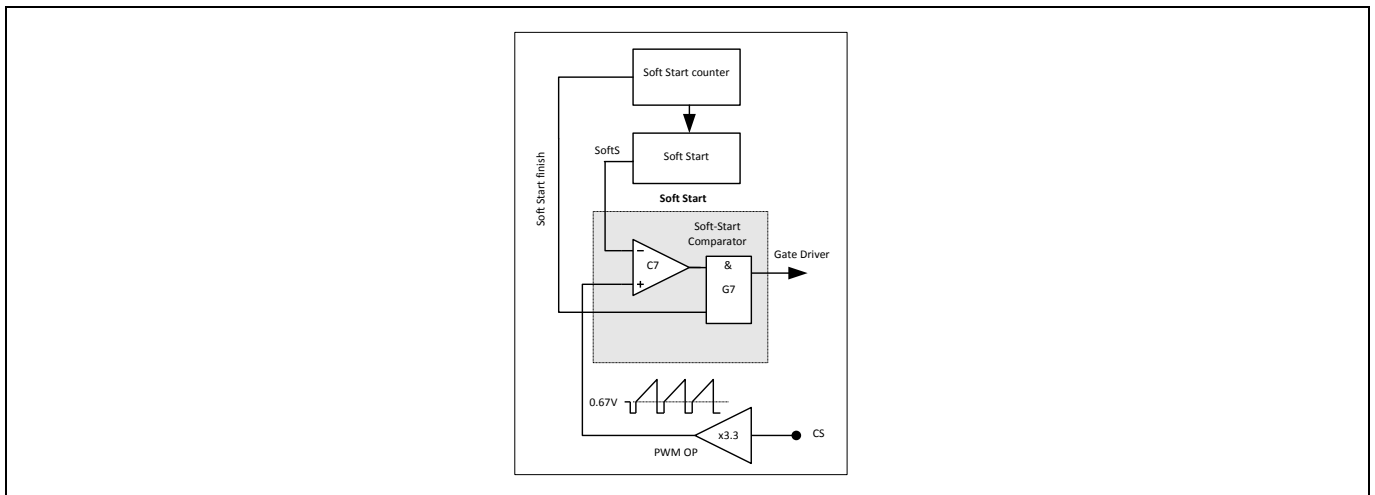 Soft Start counter
Soft Start finish
SoftS
Soft Start
Soft Start
Soft-Start
Comparator
Gate Driver
−
C7
+
&
G7
0.67V
x3.3
CS
PWM OP